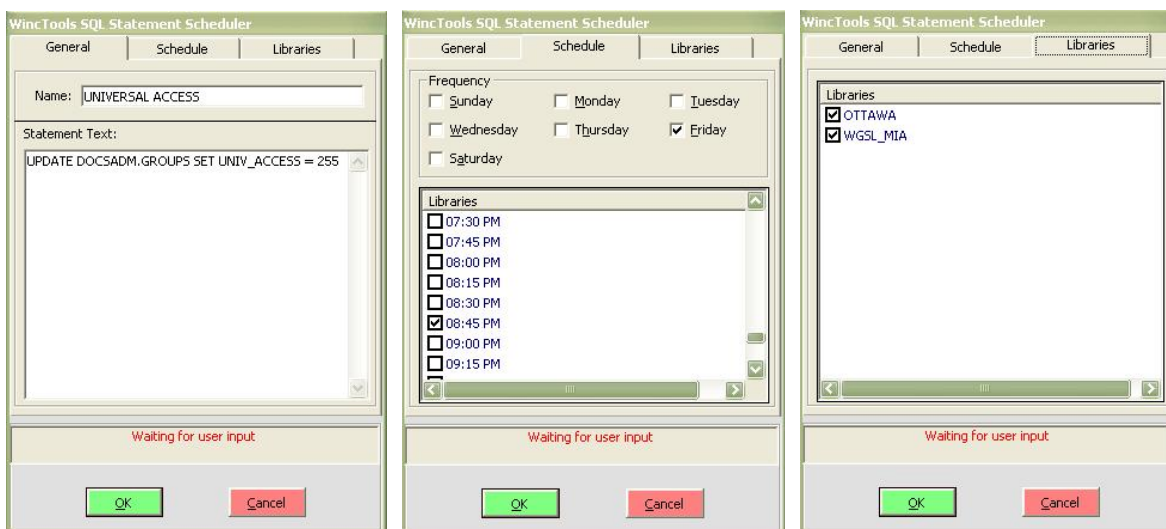 WincTools SQL Statement Scheduler
General Schedule Libraries
Name: UNIVERSAL ACCESS
Statement Text:
UPDATE DOCSADM.GROUPS SET UNIV_ACCESS = 255
Waiting for user input
OK Cancel
WincTools SQL Statement Scheduler
General Schedule Libraries
Frequency
Sunday Monday Tuesday
Wednesday Thursday Friday
Saturday
Libraries
07:30 PM
07:45 PM
08:00 PM
08:15 PM
08:30 PM
08:45 PM
09:00 PM
09:15 PM
Waiting for user input
OK Cancel
WincTools SQL Statement Scheduler
General Schedule Libraries
Libraries
OTTAWA
WGSL_MIA
Waiting for user input
OK Cancel